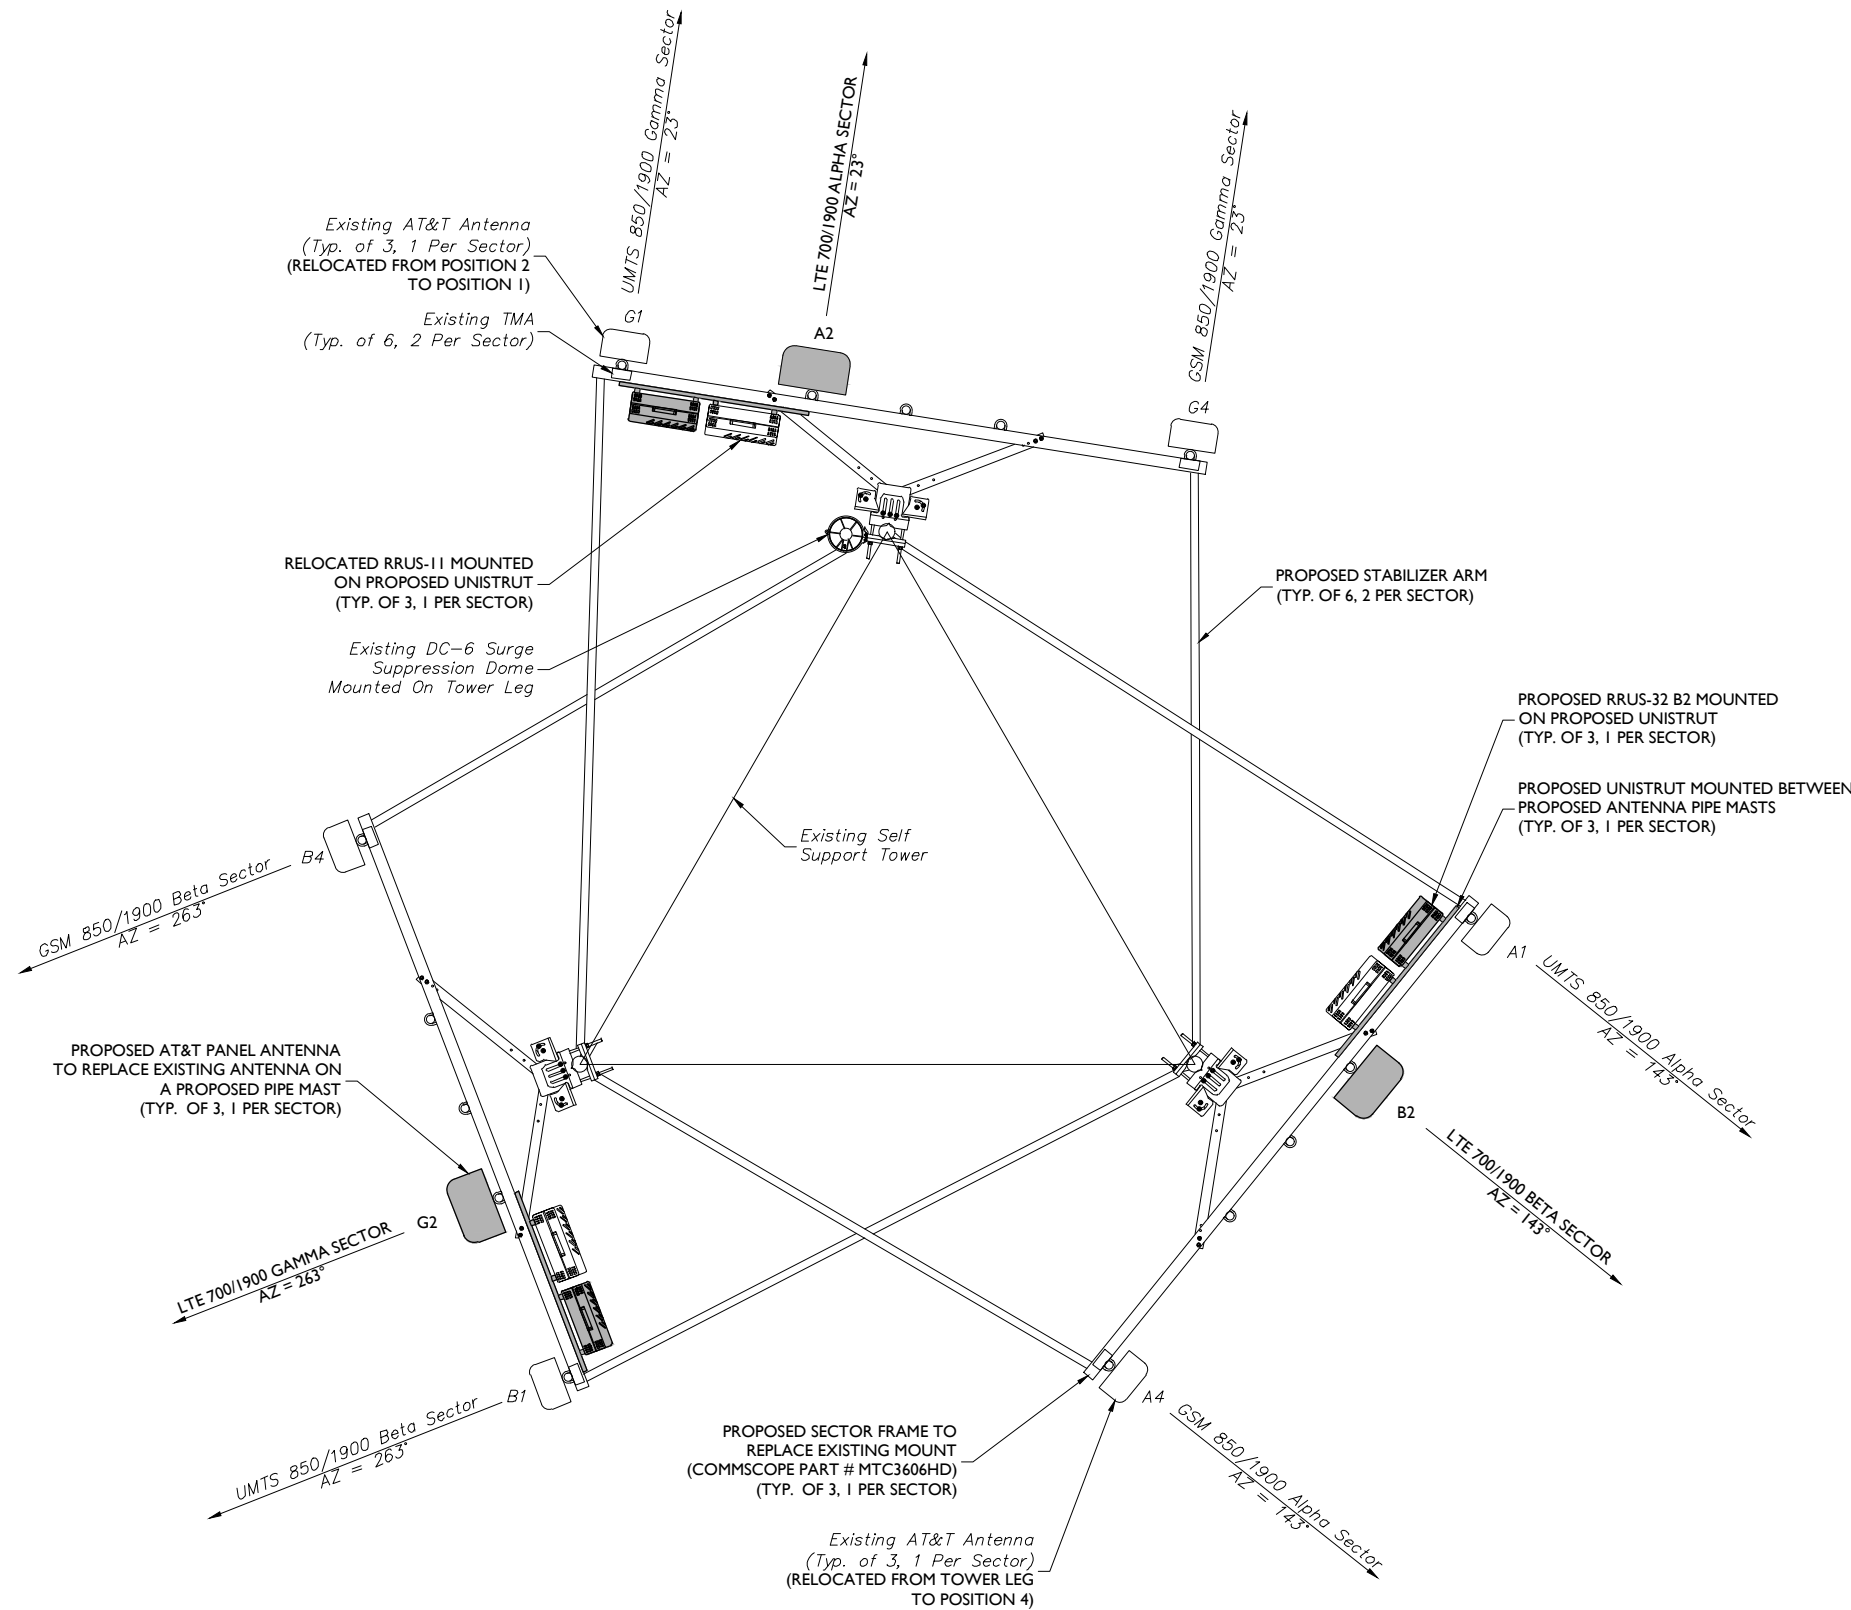 UMTS 850/1900 Gamma Sector
AZ = 23°
LTE 700/1900 ALPHA SECTOR
AZ = 23°
GSM 850/1900 Gamma Sector
AZ = 23°
Existing AT&T Antenna
(Typ. of 3, 1 Per Sector)
(RELOCATED FROM POSITION 2
TO POSITION 1)
G1
Existing TMA
(Typ. of 6, 2 Per Sector)
A2
G4
RELOCATED RRUS-11 MOUNTED
ON PROPOSED UNISTRUT
(TYP. OF 3, 1 PER SECTOR)
PROPOSED STABILIZER ARM
(TYP. OF 6, 2 PER SECTOR)
Existing DC-6 Surge
Suppression Dome
Mounted On Tower Leg
PROPOSED RRUS-32 B2 MOUNTED
ON PROPOSED UNISTRUT
(TYP. OF 3, 1 PER SECTOR)
PROPOSED UNISTRUT MOUNTED BETWEEN
PROPOSED ANTENNA PIPE MASTS
(TYP. OF 3, 1 PER SECTOR)
Existing Self
Support Tower
B4
GSM 850/1900 Beta Sector
AZ = 263°
A1
UMTS 850/1900 Alpha Sector
AZ = 143°
PROPOSED AT&T PANEL ANTENNA
TO REPLACE EXISTING ANTENNA ON
A PROPOSED PIPE MAST
(TYP. OF 3, 1 PER SECTOR)
B2
LTE 700/1900 BETA SECTOR
AZ = 143°
G2
LTE 700/1900 GAMMA SECTOR
AZ = 263°
B1
UMTS 850/1900 Beta Sector
AZ = 263°
A4
GSM 850/1900 Alpha Sector
AZ = 143°
PROPOSED SECTOR FRAME TO
REPLACE EXISTING MOUNT
(COMMSCOPE PART # MTC3606HD)
(TYP. OF 3, 1 PER SECTOR)
Existing AT&T Antenna
(Typ. of 3, 1 Per Sector)
(RELOCATED FROM TOWER LEG
TO POSITION 4)